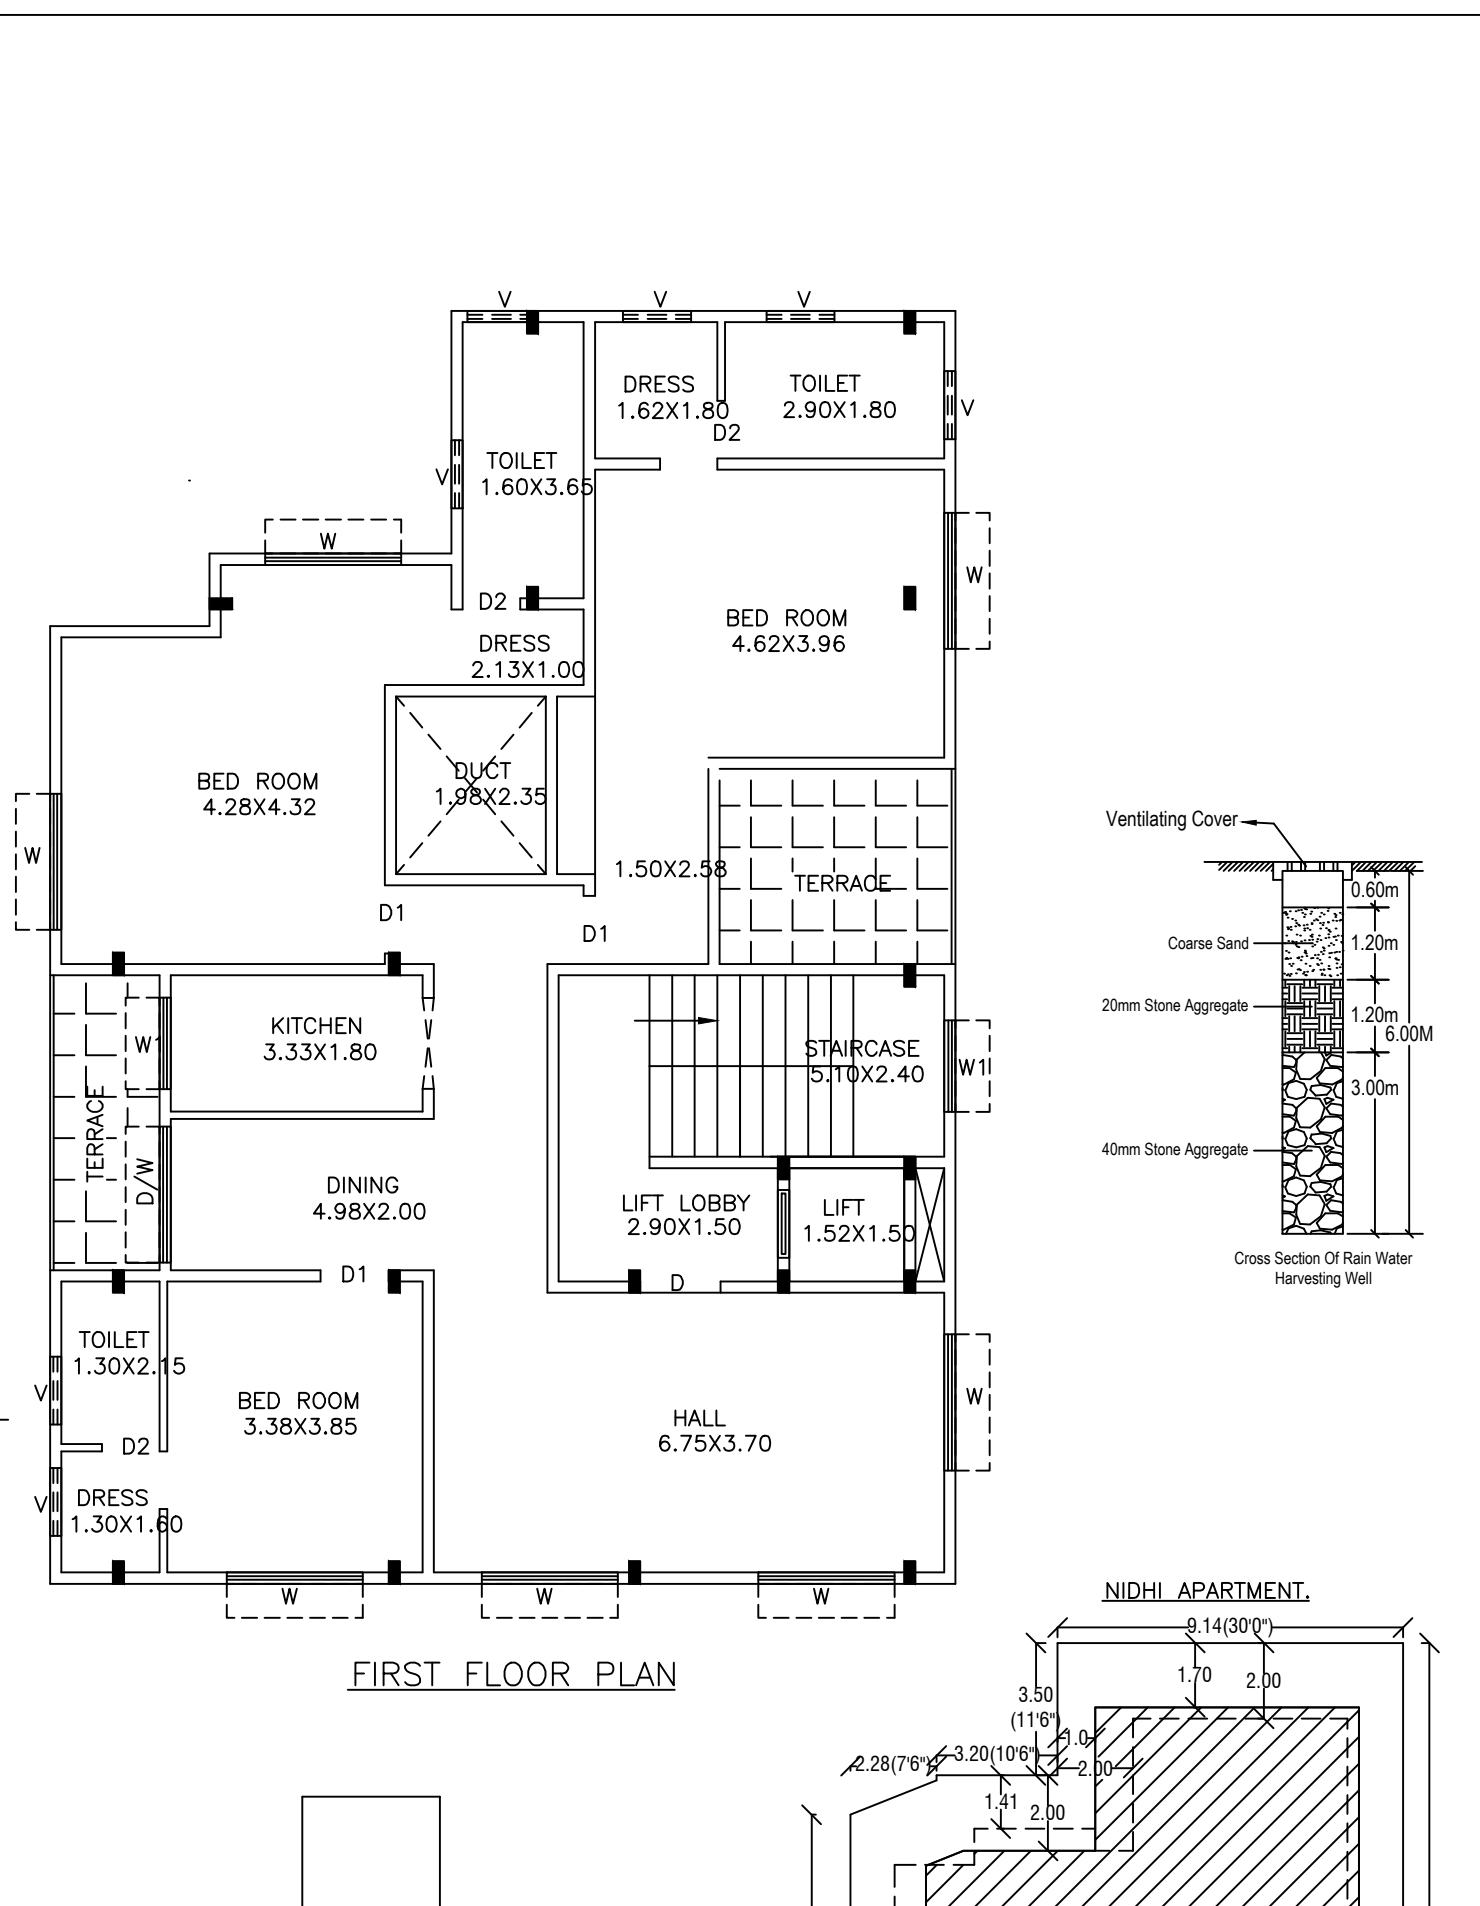 V
V
V
DRESS
1.62X1.80
TOILET
2.90X1.80
V
D2
TOILET
1.60X3.65
V
W
W
D2
BED ROOM
4.62X3.96
DRESS
2.13X1.00
DUCT
1.98X2.35
BED ROOM
4.28X4.32
W
1.50X2.58
TERRACE
D1
D1
KITCHEN
3.33X1.80
W1
STAIRCASE
5.10X2.40
W1
TERRACE
D/W
DINING
4.98X2.00
LIFT LOBBY
2.90X1.50
LIFT
1.52X1.50
D1
D
TOILET
1.30X2.15
V
BED ROOM
3.38X3.85
HALL
6.75X3.70
W
D2
DRESS
1.30X1.60
V
W
W
W
FIRST FLOOR PLAN
Ventilating Cover
0.60m
Coarse Sand
1.20m
20mm Stone Aggregate
1.20m
6.00M
3.00m
40mm Stone Aggregate
Cross Section Of Rain Water
Harvesting Well
NIDHI APARTMENT.
9.14(30'0")
1.70
2.00
3.50
(11'6")
1.0
3.20(10'6")
2.28(7'6")
2.00
1.41
2.00